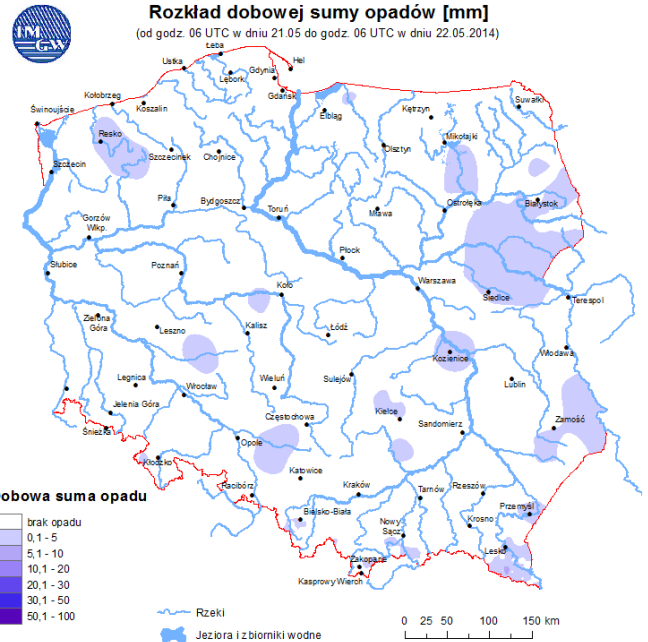 IM
GW
Rozkład dobowej sumy opadów [mm]
(od godz. 06 UTC w dniu 21.05 do godz. 06 UTC w dniu 22.05.2014)
Łeba
Ustka
Hel
Gdynia
Lębork
Gdańsk
Kołobrzeg
Koszalin
Świnoujście
Suwałki
Elbląg
Kętrzyn
Resko
Mikołajki
Szczecinek
Chojnice
Olsztyn
Szczecin
Piła
Bydgoszcz
Toruń
Mława
Ostrołęka
Białystok
Gorzów
Wlkp.
Płock
Słubice
Poznań
Koło
Warszawa
Siedlce
Terespol
Zielona
Góra
Leszno
Kalisz
Łódź
Kozienice
Włodawa
Legnica
Wrocław
Wieluń
Sulejów
Lublin
Jelenia Góra
Częstochowa
Kielce
Sandomierz
Zamość
Śnieżka
Opole
Kłodzko
Katowice
Racibórz
Kraków
Tarnów
Rzeszów
Bielsko-Biała
Nowy
Sącz
Krosno
Przemyśl
Lesko
Zakopane
Kasprowy Wierch
obowa suma opadu
brak opadu
0,1 - 5
5,1 - 10
10,1 - 20
20,1 - 30
30,1 - 50
50,1 - 100
Rzeki
Jeziora i zbiorniki wodne
0 25 50 100 150 km